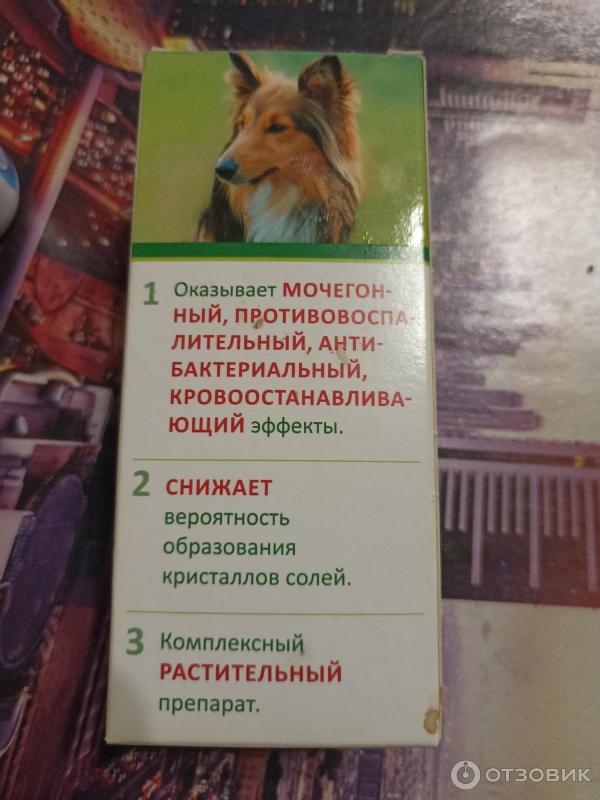 1 Оказывает МОЧЕГОН-
НЫЙ, ПРОТИВОВОСПА-
ЛИТЕЛЬНЫЙ, АНТИ-
БАКТЕРИАЛЬНЫЙ,
КРОВООСТАНАВЛИВА-
ЮЩИЙ эффекты.
2 СНИЖАЕТ
вероятность
образования
кристаллов солей.
3 Комплексный
РАСТИТЕЛЬНЫЙ
препарат.
ОТЗОВИК